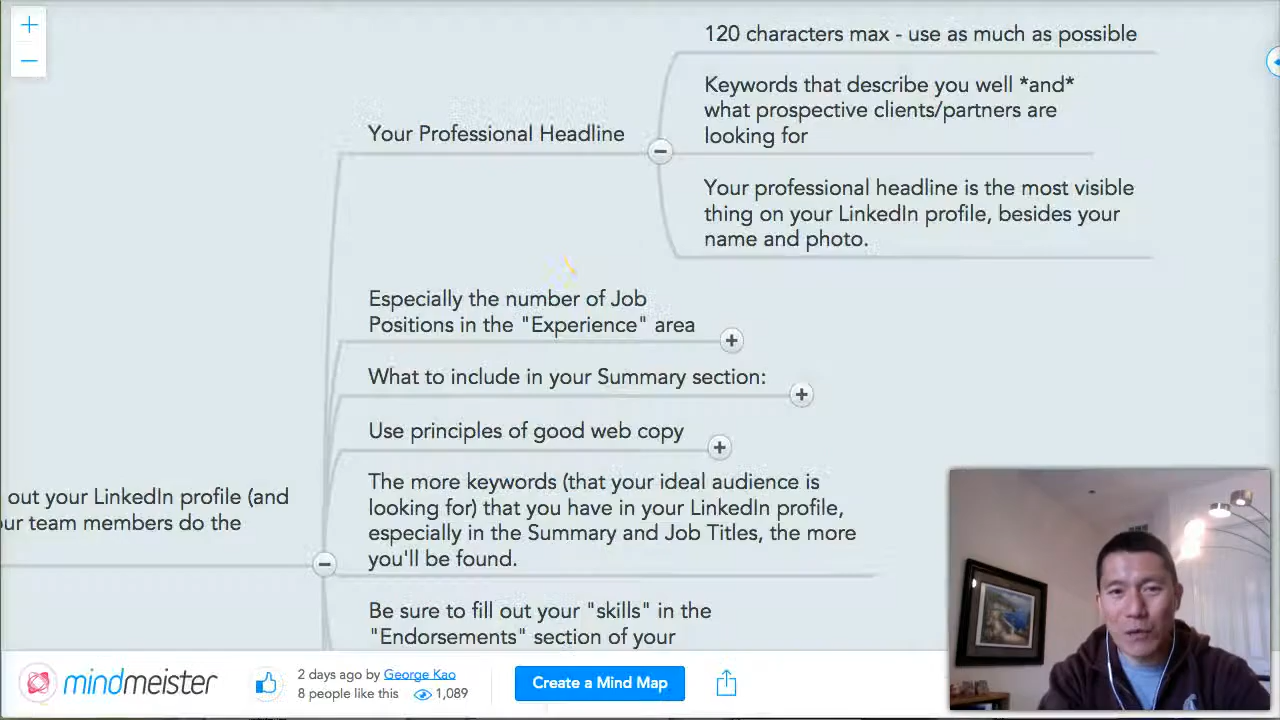 120 characters max - use as much as possible
Keywords that describe you well *and*
what prospective clients/partners are
looking for
Your Professional Headline
Your professional headline is the most visible
thing on your LinkedIn profile, besides your
name and photo.
Especially the number of Job
Positions in the "Experience" area
What to include in your Summary section:
Use principles of good web copy
out your LinkedIn profile (and
our team members do the
The more keywords (that your ideal audience is
looking for) that you have in your LinkedIn profile,
especially in the Summary and Job Titles, the more
you'll be found.
Be sure to fill out your "skills" in the
"Endorsements" section of your
mindmeister
2 days ago by George Kao
8 people like this 1,089
Create a Mind Map